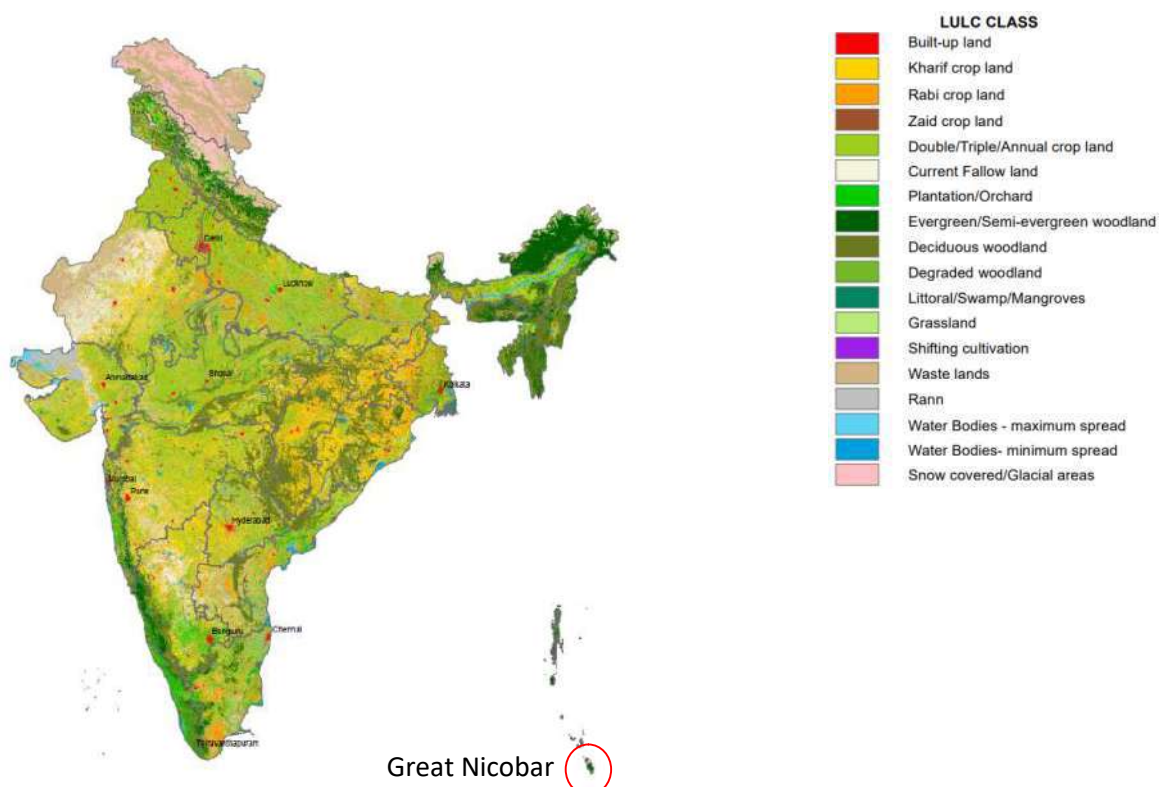 LULC CLASS
Built-up land
Kharif crop land
Rabi crop land
Zaid crop land
Double/Triple/Annual crop land
Current Fallow land
Plantation/Orchard
Evergreen/Semi-evergreen woodland
Deciduous woodland
Degraded woodland
Littoral/Swamp/Mangroves
Grassland
Shifting cultivation
Waste lands
Rann
Water Bodies - maximum spread
Water Bodies- minimum spread
Snow covered/Glacial areas
Delhi
Lucknow
Ahmadabad
Bhopal
Kolkata
Mumbai
Pune
Hyderabad
Chennai
Great Nicobar